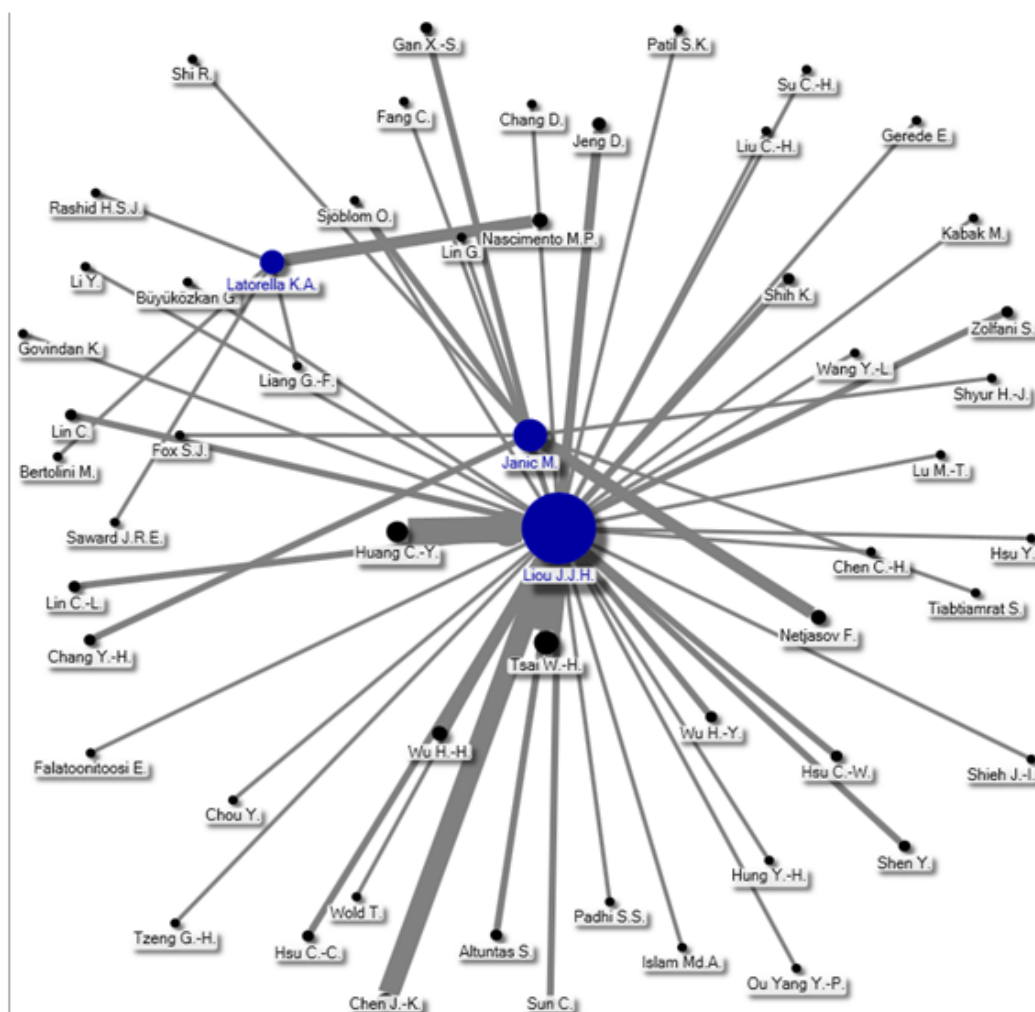 Gan X.-S.
Patil S.K.
Shi R.
Su C.-H.
Fang C.
Chang D.
Jeng D.
Liu C.-H.
Gerede E.
Rashid H.S.J.
Sjöblom O.
Lin G.
Nascimento M.P.
Kabak M.
Li Y.
Latorella K.A.
Büyüközkan G.
Shih K.
Govindan K.
Zolfani S.
Liang G.-F.
Wang Y.-L.
Shyur H.-J.
Lin C.
Fox S.J.
Bertolini M.
Janic M.
Lu M.-T.
Saward J.R.E.
Huang C.-Y.
Liou J.J.H.
Chen C.-H.
Hsu Y.
Lin C.-L.
Tiabtiamrat S.
Chang Y.-H.
Tsai W.-H.
Netjasov F.
Wu H.-H.
Wu H.-Y.
Falatoonitoosi E.
Hsu C.-W.
Shieh J.-I.
Chou Y.
Shen Y.
Hung Y.-H.
Wold T.
Padhi S.S.
Tzeng G.-H.
Hsu C.-C.
Altuntas S.
Islam Md.A.
Ou Yang Y.-P.
Chen J.-K.
Sun C.